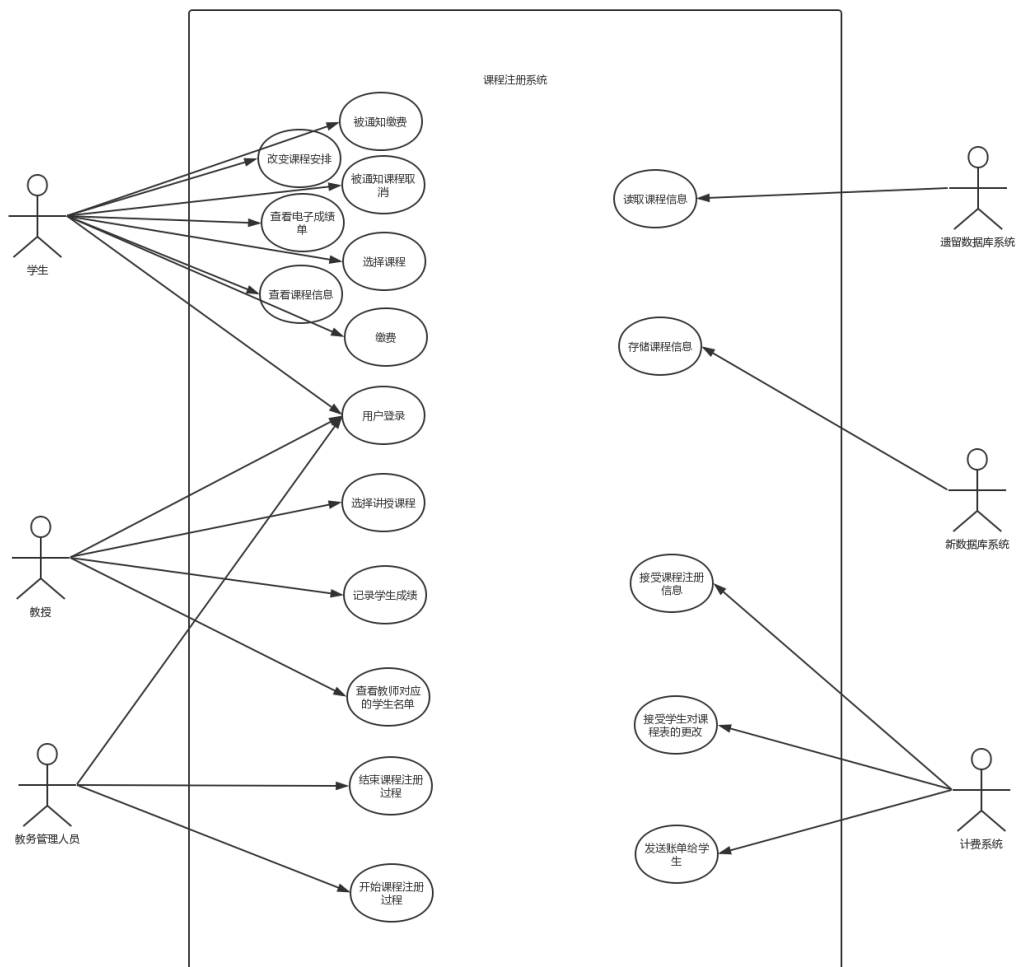 课程注册系统
被通知缴费
改变课程安排
被通知课程取
消
查看电子成绩
单
选择课程
查看课程信息
缴费
用户登录
选择讲授课程
记录学生成绩
查看教师对应
的学生名单
结束课程注册
过程
开始课程注册
过程
读取课程信息
存储课程信息
接受课程注册
信息
接受学生对课
程表的更改
发送账单给学
生
学生
教授
教务管理人员
遗留数据库系统
新数据库系统
计费系统